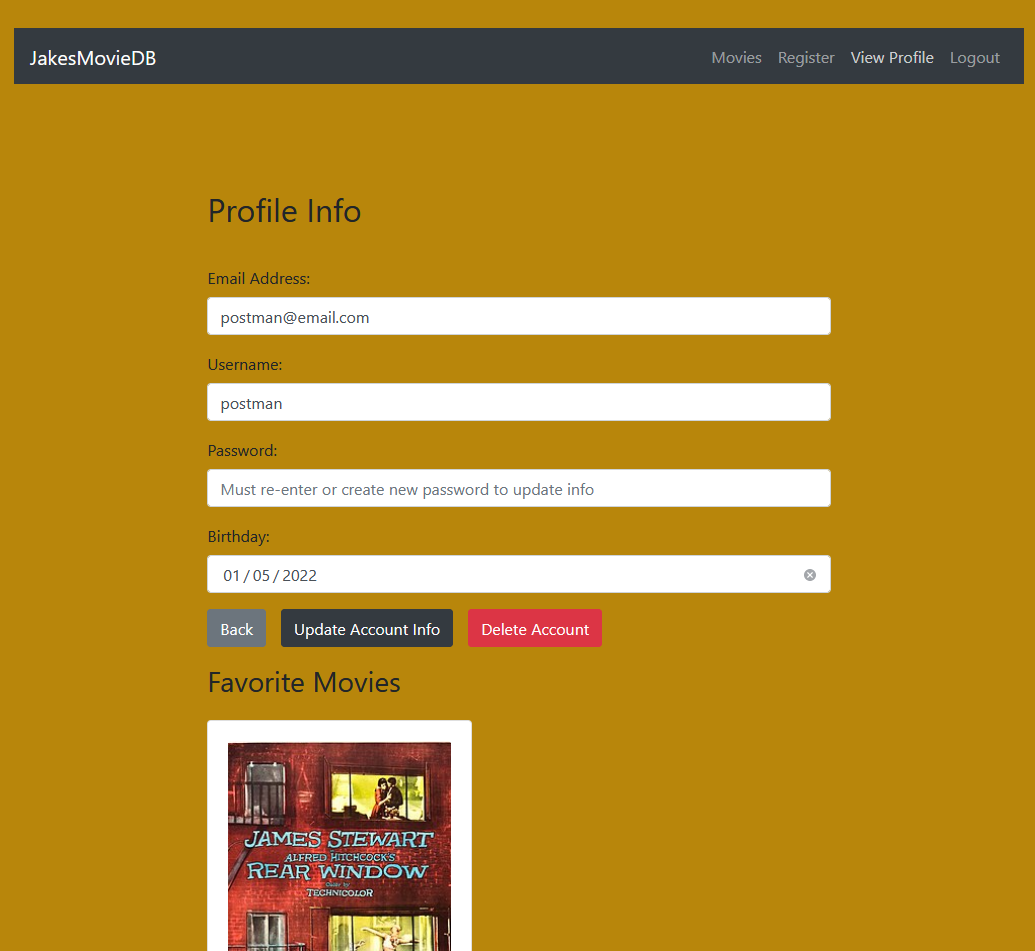 JakesMovieDB Movies Register View Profile Logout
Profile Info
Email Address:
postman@email.com
Username:
postman
Password:
Must re-enter or create new password to update info
Birthday:
01 / 05 / 2022
Back Update Account Info Delete Account
Favorite Movies
JAMES STEWART
ALFRED HITCHCOCK'S
REAR WINDOW
TECHNICOLOR